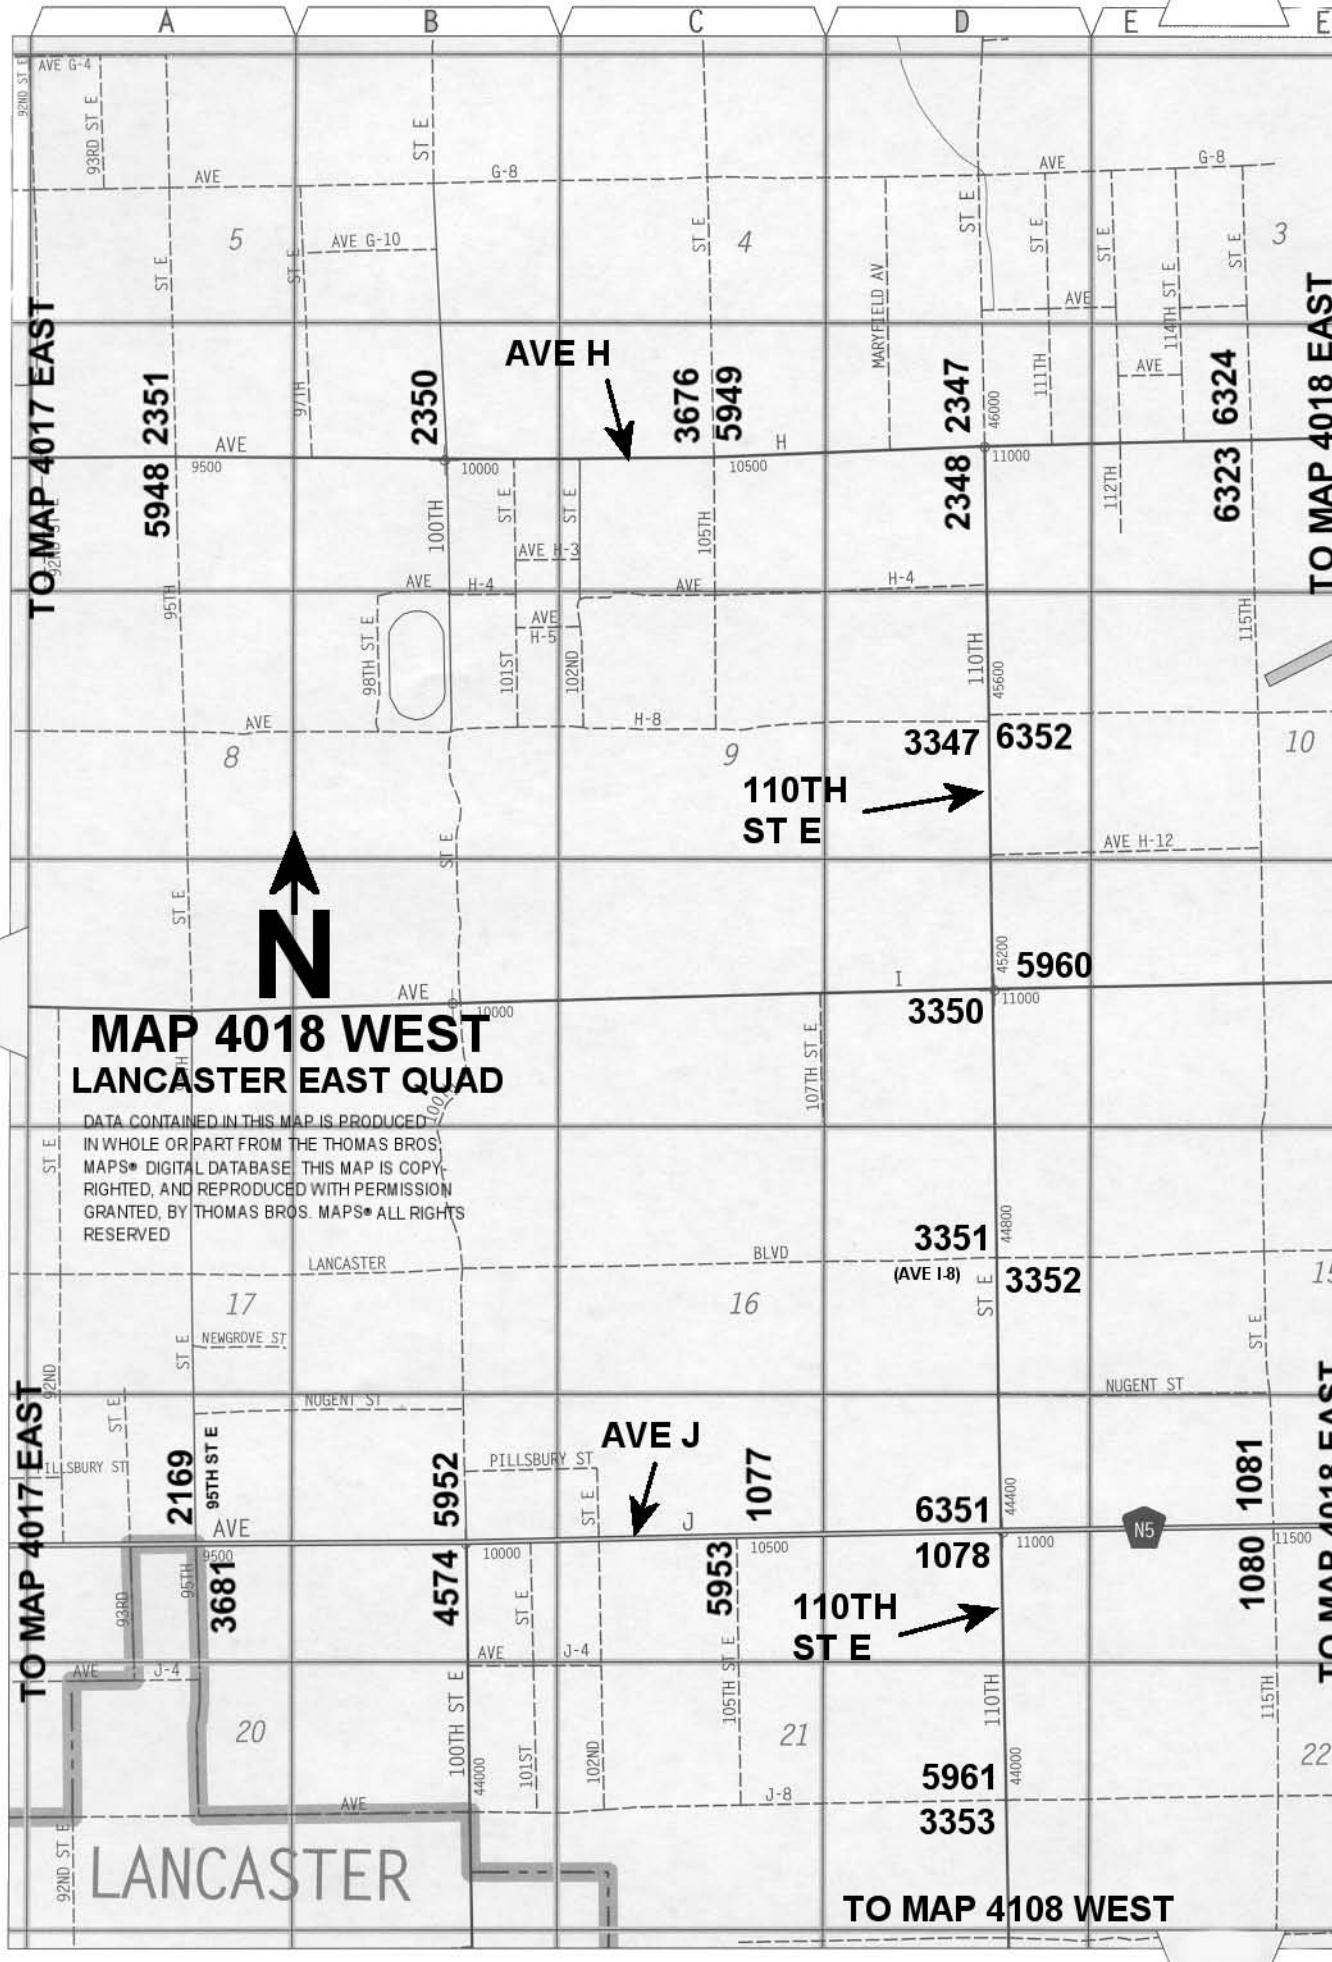 A B C D E E
AVE G-4
92ND ST E
93RD ST E
ST E
AVE G-8
AVE G-8
5
4
3
ST E
ST E
AVE G-10
ST E
MARYFIELD AV
ST E
ST E
ST E
114TH ST E
ST E
AVE
AVE
TO MAP 4017 EAST
TO MAP 4018 EAST
AVE H
2351
97TH
2350
3676
5949
2347
46000
111TH
6324
AVE H
9500
10000
10500
11000
5948
92ND ST E
100TH
ST E
ST E
105TH
2348
112TH
6323
AVE H-3
AVE H-4
AVE H-4
95TH
98TH ST E
AVE
H-5
101ST
102ND
110TH
45600
115TH
AVE H-8
8
9
10
3347
6352
110TH
ST E
AVE H-12
ST E
ST E
N
45200
5960
AVE I
10000
11000
3350
MAP 4018 WEST
LANCASTER EAST QUAD
100TH
107TH ST E
DATA CONTAINED IN THIS MAP IS PRODUCED
IN WHOLE OR PART FROM THE THOMAS BROS.
MAPS® DIGITAL DATABASE. THIS MAP IS COPY-
RIGHTED, AND REPRODUCED WITH PERMISSION
GRANTED, BY THOMAS BROS. MAPS® ALL RIGHTS
RESERVED
ST E
3351
44800
LANCASTER BLVD
(AVE I-8)
3352
17
16
15
ST E
ST E
ST E
NEWGROVE ST
92ND
NUGENT ST
NUGENT ST
TO MAP 4017 EAST
TO MAP 4018 EAST
ST E
AVE J
PILLSBURY ST
PILLSBURY ST
2169
95TH ST E
5952
ST E
1077
6351
44400
1081
AVE J
N5
9500
10000
10500
11000
11500
93RD
95TH
3681
4574
ST E
5953
1078
1080
110TH
ST E
AVE J-4
AVE J-4
100TH ST E
105TH ST E
110TH
115TH
20
21
22
44000
101ST
102ND
5961
44000
AVE J-8
3353
92ND ST E
LANCASTER
TO MAP 4108 WEST